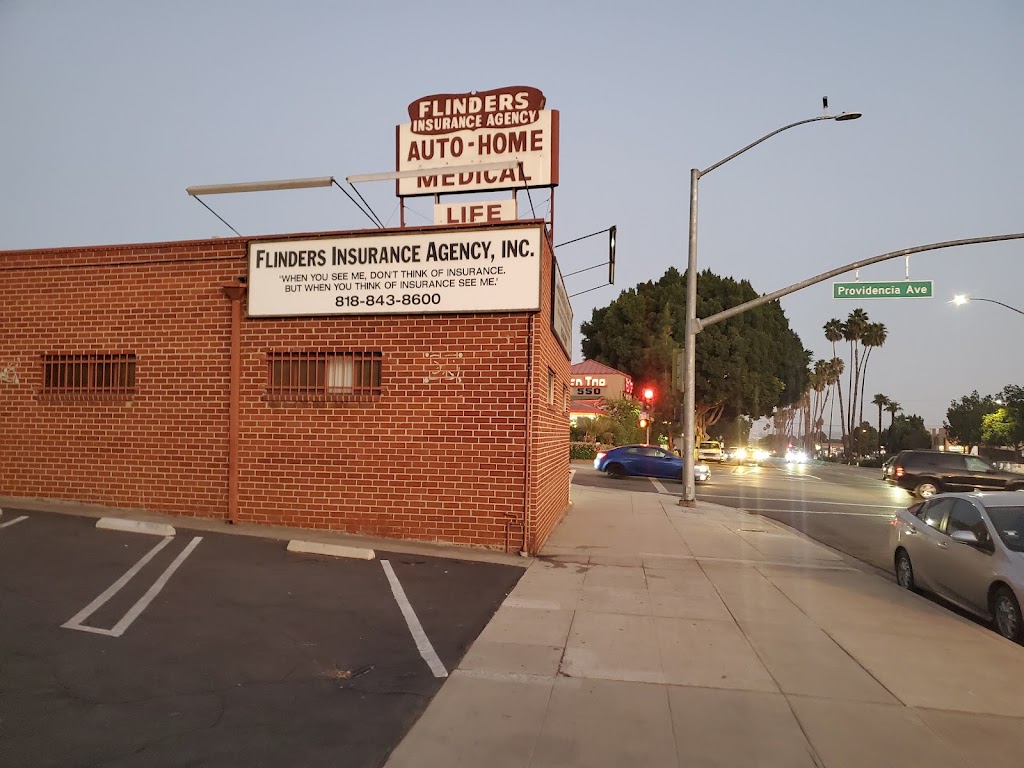 FLINDERS
INSURANCE AGENCY
AUTO-HOME
MEDICAL
LIFE
FLINDERS INSURANCE AGENCY, INC.
"WHEN YOU SEE ME, DON'T THINK OF INSURANCE.
BUT WHEN YOU THINK OF INSURANCE SEE ME."
818-843-8600
Providencia Ave
550